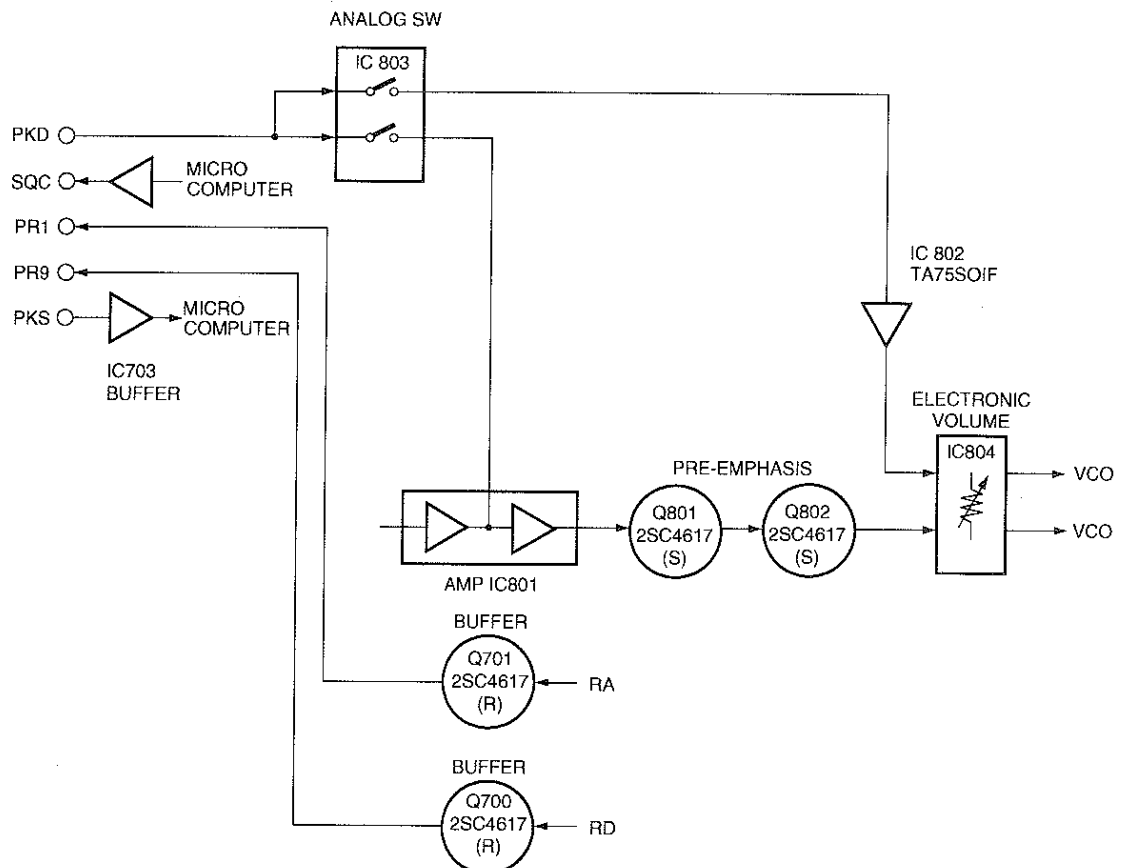 ANALOG SW
IC 803
PKD
SQC
MICRO
COMPUTER
PR1
PR9
PKS
MICRO
COMPUTER
IC703
BUFFER
IC 802
TA75SOIF
ELECTRONIC
VOLUME
IC804
VCO
VCO
PRE-EMPHASIS
Q801
2SC4617
(S)
Q802
2SC4617
(S)
AMP IC801
BUFFER
Q701
2SC4617
(R)
RA
BUFFER
Q700
2SC4617
(R)
RD